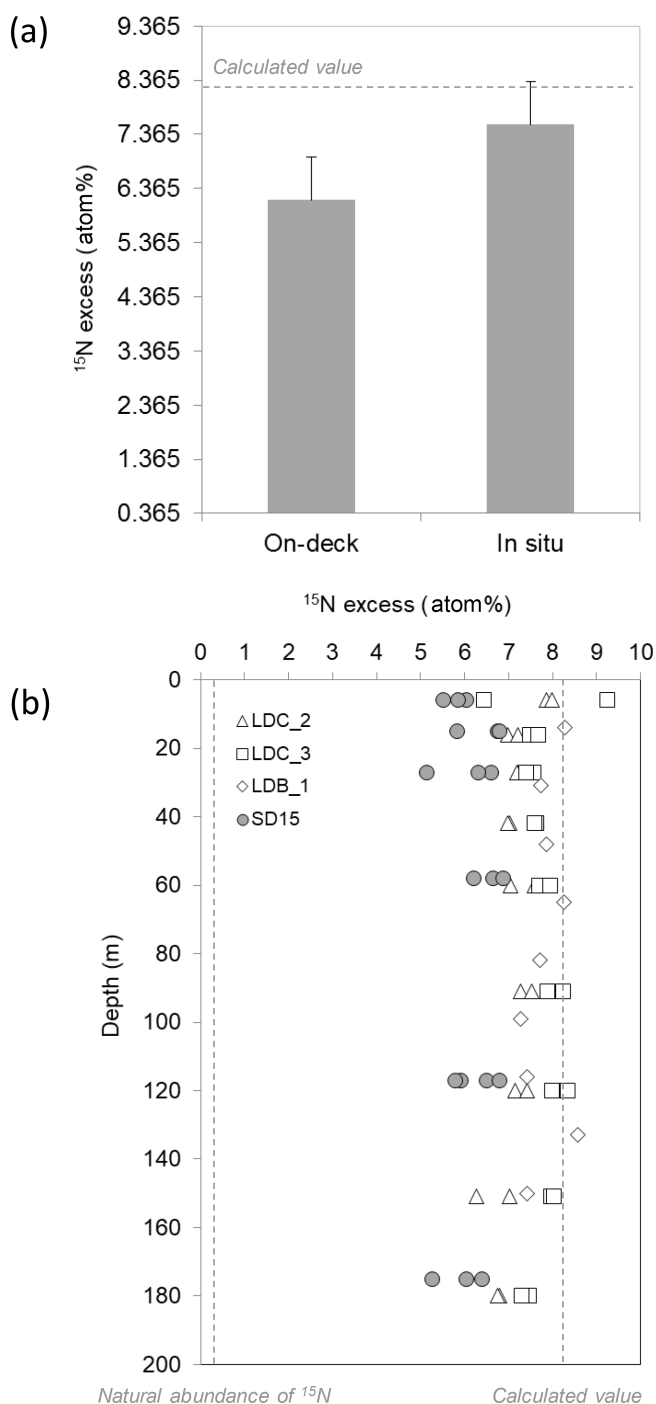 (a)
9.365
8.365
7.365
6.365
5.365
4.365
3.365
2.365
1.365
0.365
¹⁵N excess (atom%)
Calculated value
On-deck In situ
(b)
¹⁵N excess (atom%)
0 1 2 3 4 5 6 7 8 9 10
0
20
40
60
80
100
120
140
160
180
200
Depth (m)
LDC_2
LDC_3
LDB_1
SD15
Natural abundance of ¹⁵N Calculated value